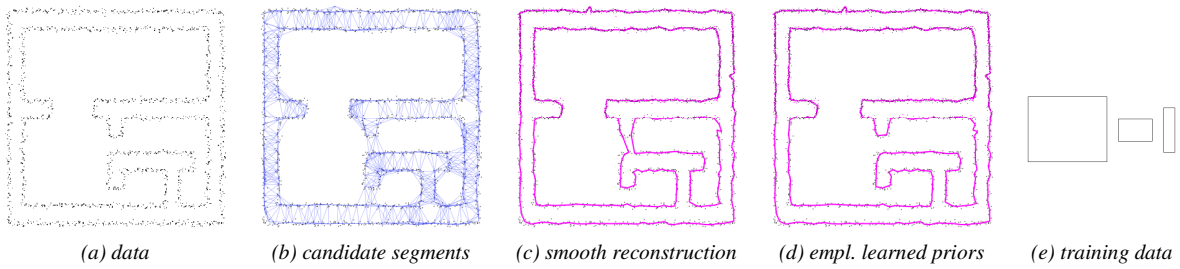 (a) data
(b) candidate segments
(c) smooth reconstruction
(d) empl. learned priors
(e) training data